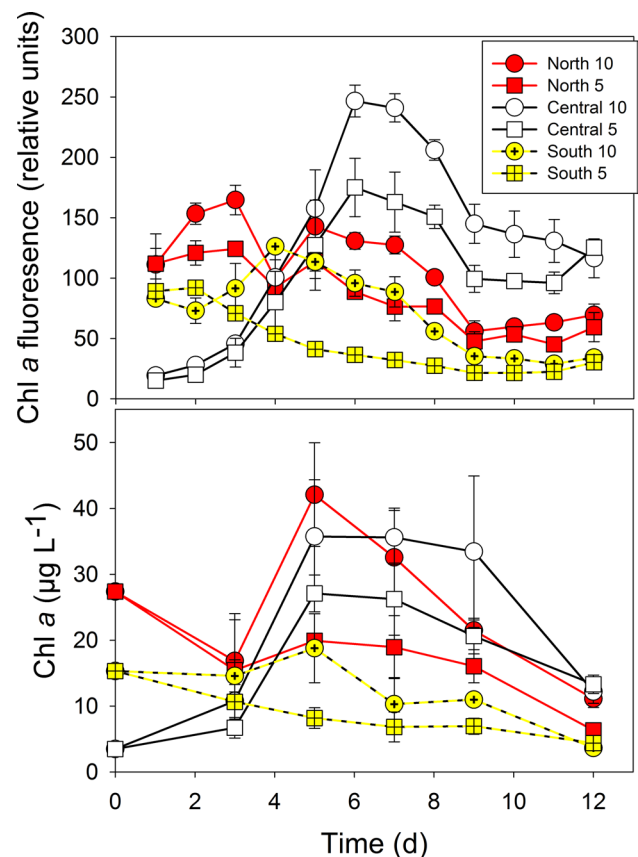 Chl a fluoresence (relative units)
300
250
200
150
100
50
0
North 10
North 5
Central 10
Central 5
South 10
South 5
Chl a (µg L-1)
50
40
30
20
10
0
0 2 4 6 8 10 12
Time (d)